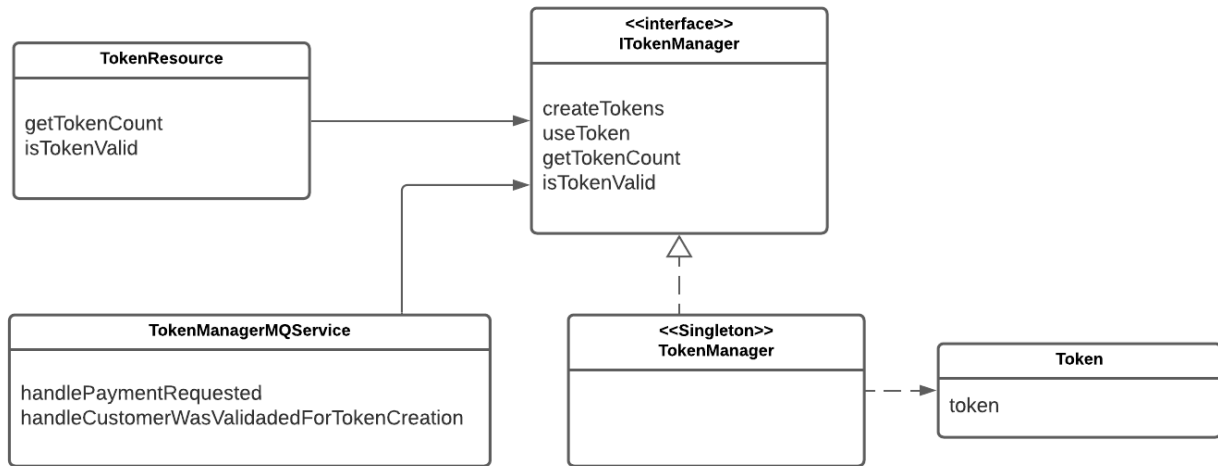 <<interface>>
ITokenManager
createTokens
useToken
getTokenCount
isTokenValid
TokenResource
getTokenCount
isTokenValid
TokenManagerMQService
handlePaymentRequested
handleCustomerWasValidadedForTokenCreation
<<Singleton>>
TokenManager
Token
token